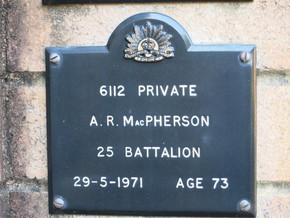 6112 PRIVATE
A. R. MACPHERSON
25 BATTALION
29-5-1971 AGE 73